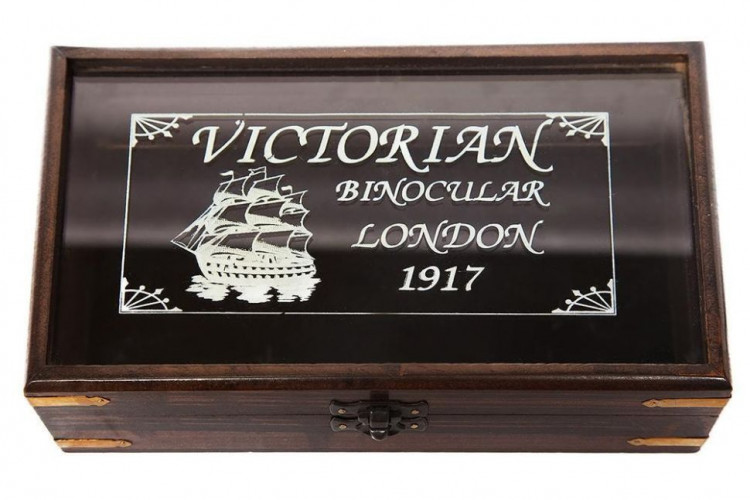 VICTORIAN
BINOCULAR
LONDON
1917